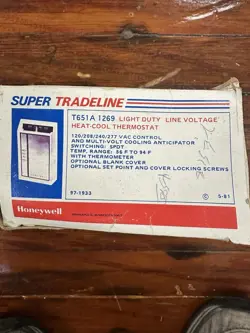 SUPER TRADELINE
T651A 1269 LIGHT DUTY LINE VOLTAGE
HEAT-COOL THERMOSTAT
120/208/240/277 VAC CONTROL
AND MULTI-VOLT COOLING ANTICIPATOR
SWITCHING: SPDT
TEMP. RANGE: 56 F TO 94 F
WITH THERMOMETER
OPTIONAL BLANK COVER
OPTIONAL SET POINT AND COVER LOCKING SCREWS
97-1933
5-81
Honeywell